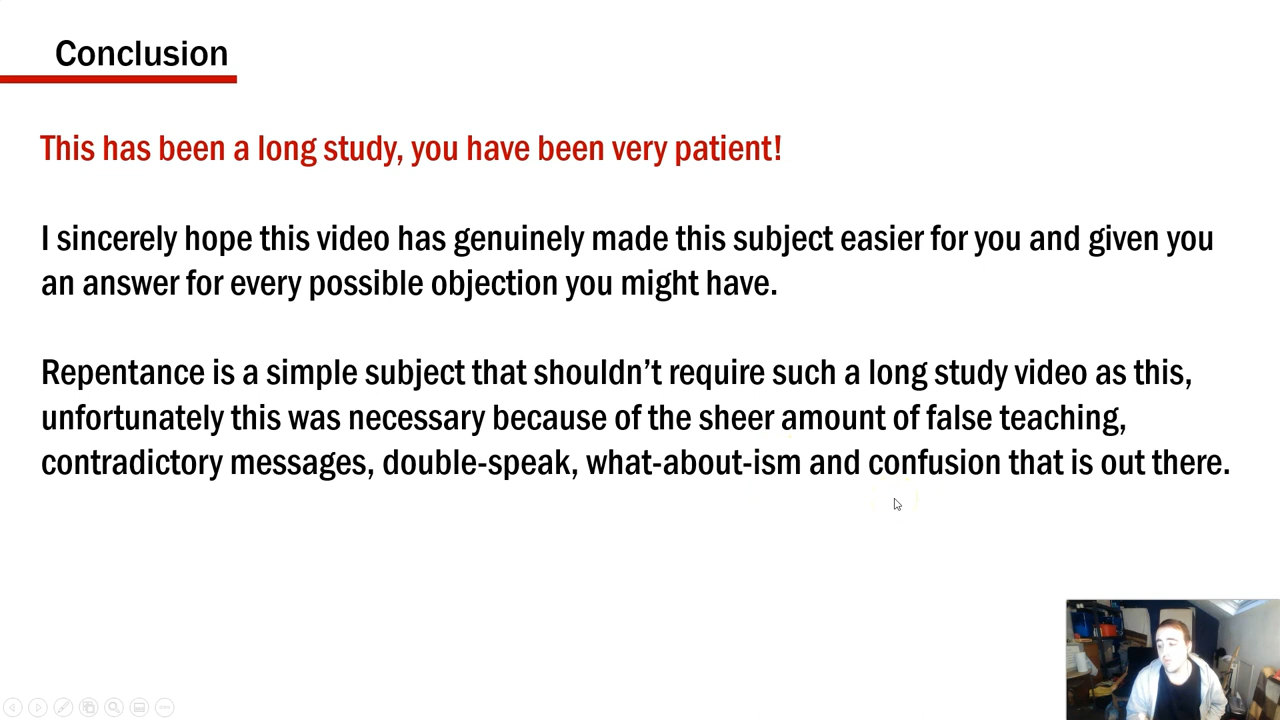 Conclusion
This has been a long study, you have been very patient!
I sincerely hope this video has genuinely made this subject easier for you and given you
an answer for every possible objection you might have.
Repentance is a simple subject that shouldn’t require such a long study video as this,
unfortunately this was necessary because of the sheer amount of false teaching,
contradictory messages, double-speak, what-about-ism and confusion that is out there.